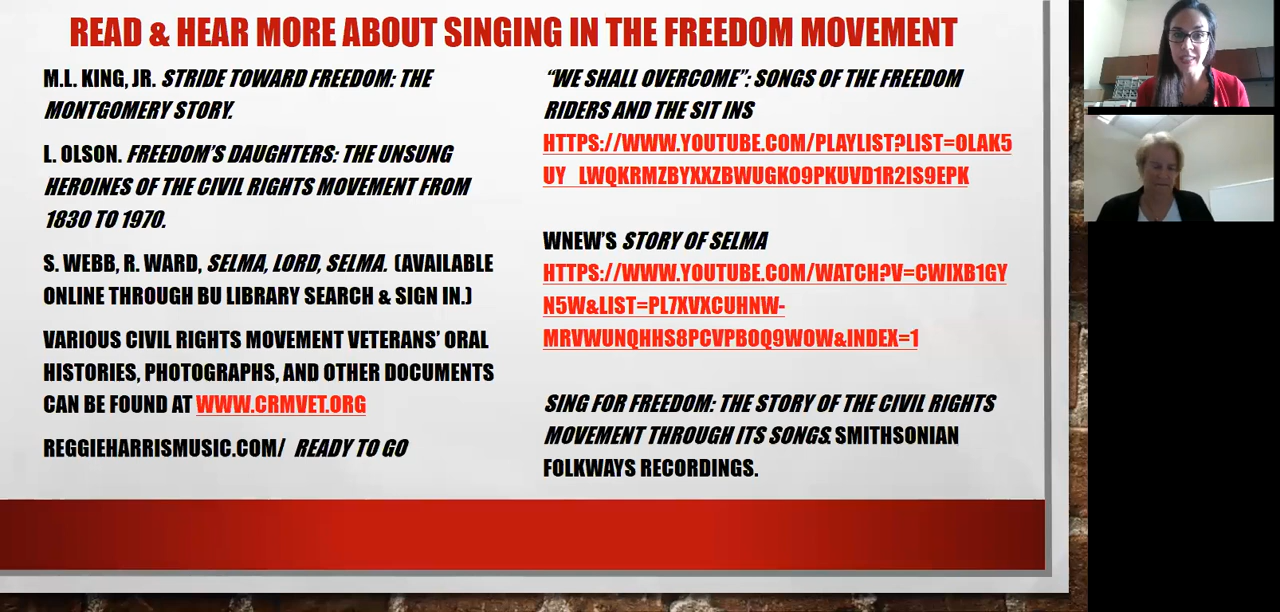 READ & HEAR MORE ABOUT SINGING IN THE FREEDOM MOVEMENT
M.L. KING, JR. STRIDE TOWARD FREEDOM: THE
MONTGOMERY STORY.
L. OLSON. FREEDOM'S DAUGHTERS: THE UNSUNG
HEROINES OF THE CIVIL RIGHTS MOVEMENT FROM
1830 TO 1970.
S. WEBB, R. WARD, SELMA, LORD, SELMA. (AVAILABLE
ONLINE THROUGH BU LIBRARY SEARCH & SIGN IN.)
VARIOUS CIVIL RIGHTS MOVEMENT VETERANS' ORAL
HISTORIES, PHOTOGRAPHS, AND OTHER DOCUMENTS
CAN BE FOUND AT WWW.CRMVET.ORG
REGGIEHARRISMUSIC.COM/ READY TO GO
"WE SHALL OVERCOME": SONGS OF THE FREEDOM
RIDERS AND THE SIT INS
HTTPS://WWW.YOUTUBE.COM/PLAYLIST?LIST=OLAK5
UY_LWQKRMZBYXXZBWUGKO9PKUVD1R2IS9EPK
WNEW'S STORY OF SELMA
HTTPS://WWW.YOUTUBE.COM/WATCH?V=CWIXB1GY
N5W&LIST=PL7XVXCUHNW-
MRVWUNQHHS8PCVPBOQ9WOW&INDEX=1
SING FOR FREEDOM: THE STORY OF THE CIVIL RIGHTS
MOVEMENT THROUGH ITS SONGS. SMITHSONIAN
FOLKWAYS RECORDINGS.